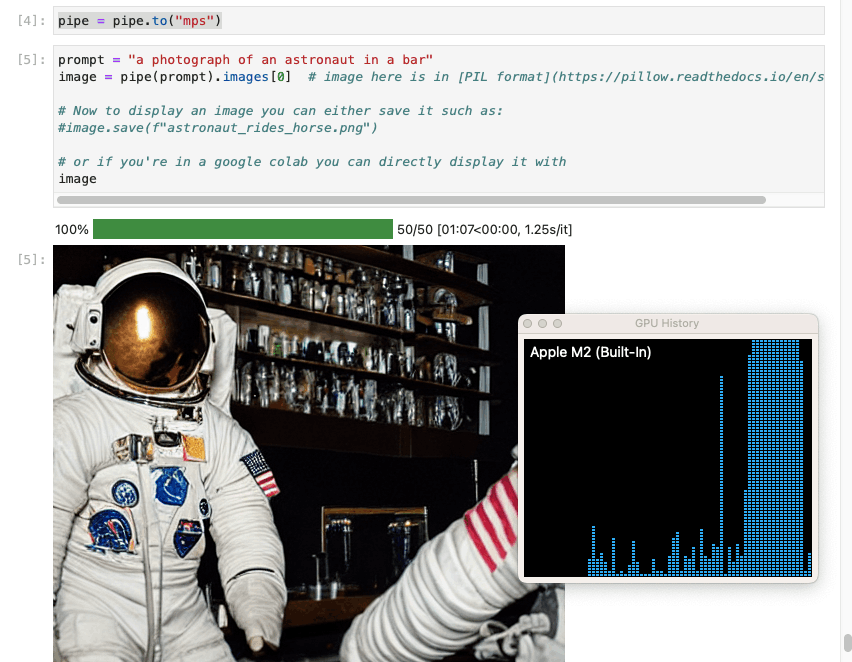 [4]: pipe = pipe.to("mps")
[5]: prompt = "a photograph of an astronaut in a bar"
image = pipe(prompt).images[0]  # image here is in [PIL format](https://pillow.readthedocs.io/en/s
# Now to display an image you can either save it such as:
#image.save(f"astronaut_rides_horse.png")
# or if you're in a google colab you can directly display it with
image
100% 50/50 [01:07<00:00, 1.25s/it]
[5]:
GPU History
Apple M2 (Built-In)